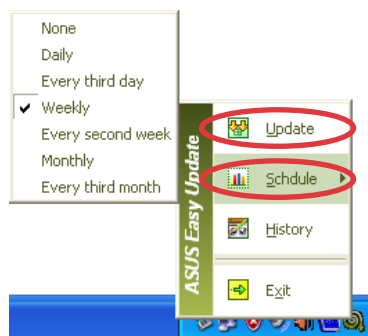 None
Daily
Every third day
Weekly
Every second week
Monthly
Every third month
ASUS Easy Update
Update
Schdule
History
Exit